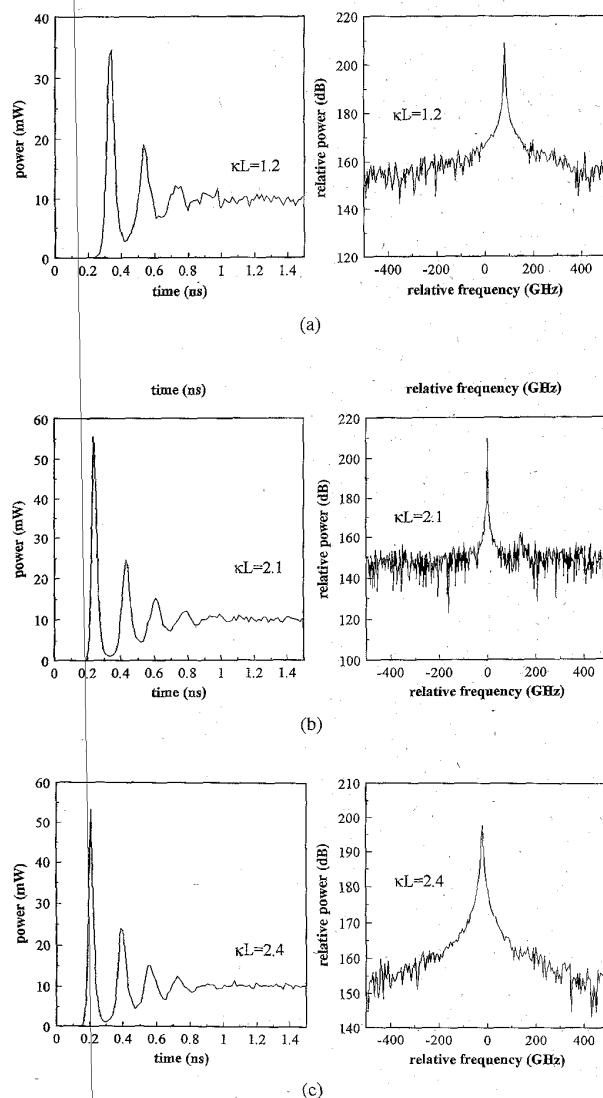 40
30
20
10
0
power (mW)
κL=1.2
0 0.2 0.4 0.6 0.8 1 1.2 1.4
time (ns)
220
200
180
160
140
120
relative power (dB)
κL=1.2
-400 -200 0 200 400
relative frequency (GHz)
(a)
time (ns)
relative frequency (GHz)
60
50
40
30
20
10
0
power (mW)
κL=2.1
0 0.2 0.4 0.6 0.8 1 1.2 1.4
time (ns)
220
200
180
160
140
120
100
relative power (dB)
κL=2.1
-400 -200 0 200 400
relative frequency (GHz)
(b)
60
50
40
30
20
10
0
power (mW)
κL=2.4
0 0.2 0.4 0.6 0.8 1 1.2 1.4
time (ns)
210
200
190
180
170
160
150
140
relative power (dB)
κL=2.4
-400 -200 0 200 400
relative frequency (GHz)
(c)